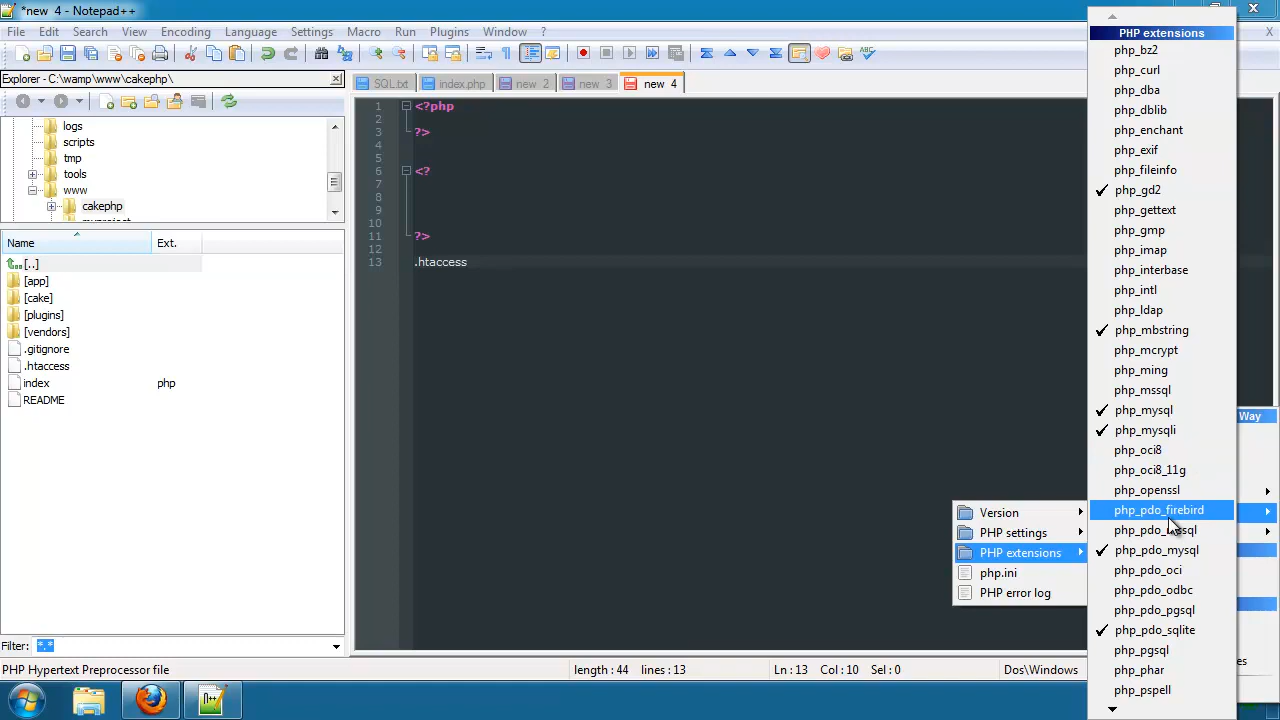 *new 4 - Notepad++
File Edit Search View Encoding Language Settings Macro Run Plugins Window ?
X
Explorer - C:\wamp\www\cakephp\
SQL.txt index.php new 2 new 3 new 4
logs
scripts
tmp
tools
www
cakephp
Name Ext.
[..]
[app]
[cake]
[plugins]
[vendors]
.gitignore
.htaccess
index php
README
Filter: *.*
1 <?php
2
3 ?>
4
5
6 <?
7
8
9
10
11 ?>
12
13 .htaccess
PHP Hypertext Preprocessor file length : 44 lines : 13 Ln : 13 Col : 10 Sel : 0 Dos\Windows
Version
PHP settings
PHP extensions
php.ini
PHP error log
PHP extensions
php_bz2
php_curl
php_dba
php_dblib
php_enchant
php_exif
php_fileinfo
php_gd2
php_gettext
php_gmp
php_imap
php_interbase
php_intl
php_ldap
php_mbstring
php_mcrypt
php_ming
php_mssql
php_mysql
php_mysqli
php_oci8
php_oci8_11g
php_openssl
php_pdo_firebird
php_pdo_mssql
php_pdo_mysql
php_pdo_oci
php_pdo_odbc
php_pdo_pgsql
php_pdo_sqlite
php_pgsql
php_phar
php_pspell
Way
es